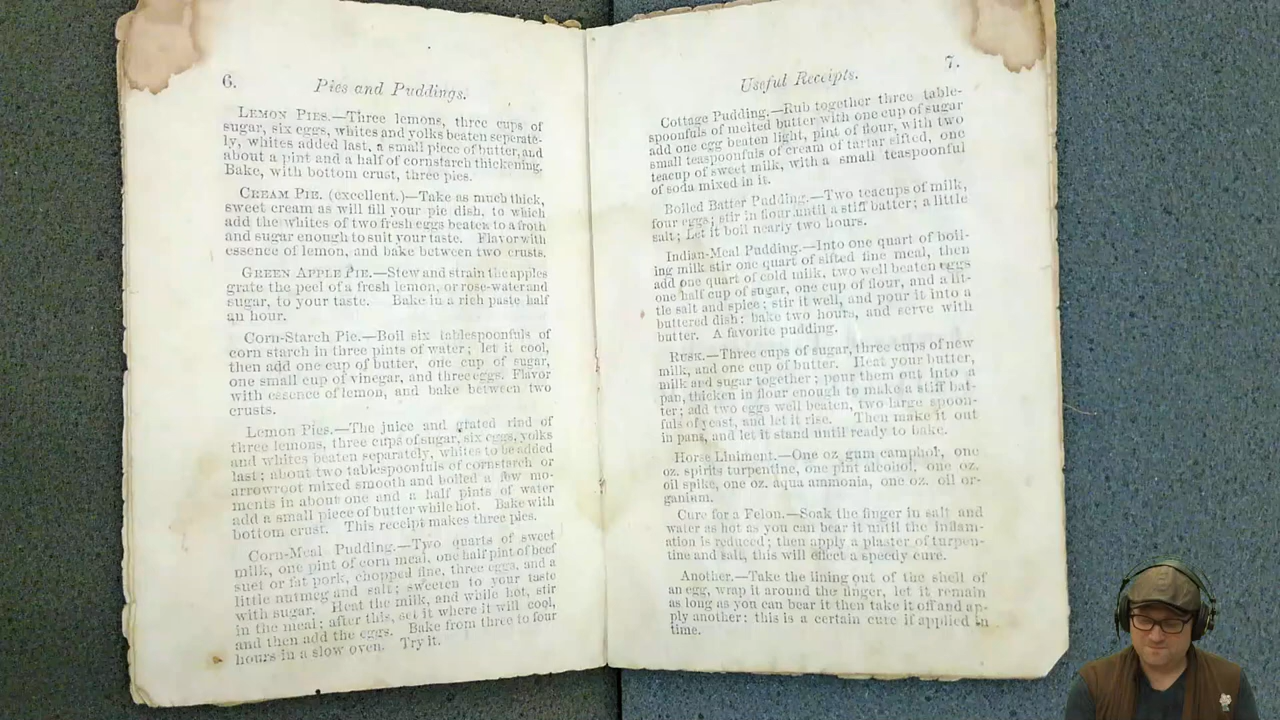 6.
Pies and Puddings.
LEMON PIES.—Three lemons, three cups of
sugar, six eggs, whites and yolks beaten seperate-
ly, whites added last, a small piece of butter, and
about a pint and a half of cornstarch thickening.
Bake, with bottom crust, three pies.
CREAM PIE. (excellent.)—Take as much thick,
sweet cream as will fill your pie dish, to which
add the whites of two fresh eggs beaten to a froth
and sugar enough to suit your taste. Flavor with
essence of lemon, and bake between two crusts.
GREEN APPLE PIE.—Stew and strain the apples
grate the peel of a fresh lemon, or rose-water and
sugar, to your taste. Bake in a rich paste half
an hour.
Corn-Starch Pie.—Boil six tablespoonfuls of
corn starch in three pints of water; let it cool,
then add one cup of butter, one cup of sugar,
one small cup of vinegar, and three eggs. Flavor
with essence of lemon, and bake between two
crusts.
Lemon Pies.—The juice and grated rind of
three lemons, three cups of sugar, six eggs, yolks
and whites beaten separately, whites to be added
last; about two tablespoonfuls of cornstarch or
arrowroot mixed smooth and boiled a few mo-
ments in about one and a half pints of water
add a small piece of butter while hot. Bake with
bottom crust. This receipt makes three pies.
Corn-Meal Pudding.—Two quarts of sweet
milk, one pint of corn meal, one half pint of beef
suet or fat pork, chopped fine, three eggs, and a
little nutmeg and salt; sweeten to your taste
with sugar. Heat the milk, and while hot, stir
in the meal; after this, set it where it will cool,
and then add the eggs. Bake from three to four
hours in a slow oven. Try it.
7.
Useful Receipts.
Cottage Pudding.—Rub together three table-
spoonfuls of melted butter with one cup of sugar
add one egg beaten light, pint of flour, with two
small teaspoonfuls of cream of tartar sifted, one
teacup of sweet milk, with a small teaspoonful
of soda mixed in it.
Boiled Batter Pudding.—Two teacups of milk,
four eggs; stir in flour until a stiff batter; a little
salt; Let it boil nearly two hours.
Indian-Meal Pudding.—Into one quart of boil-
ing milk stir one quart of sifted fine meal, then
add one quart of cold milk, two well beaten eggs
one half cup of sugar, one cup of flour, and a lit-
tle salt and spice; stir it well, and pour it into a
buttered dish; bake two hours, and serve with
butter. A favorite pudding.
RUSK.—Three cups of sugar, three cups of new
milk, and one cup of butter. Heat your butter,
milk and sugar together; pour them out into a
pan, thicken in flour enough to make a stiff bat-
ter; add two eggs well beaten, two large spoon-
fuls of yeast, and let it rise. Then make it out
in pans, and let it stand until ready to bake.
Horse Liniment.—One oz. gum camphor, one
oz. spirits turpentine, one pint alcohol, one oz.
oil spike, one oz. aqua ammonia, one oz. oil or-
ganum.
Cure for a Felon.—Soak the finger in salt and
water as hot as you can bear it until the inflam-
ation is reduced; then apply a plaster of turpen-
tine and salt, this will effect a speedy cure.
Another.—Take the lining out of the shell of
an egg, wrap it around the finger, let it remain
as long as you can bear it then take it off and ap-
ply another: this is a certain cure if applied in
time.